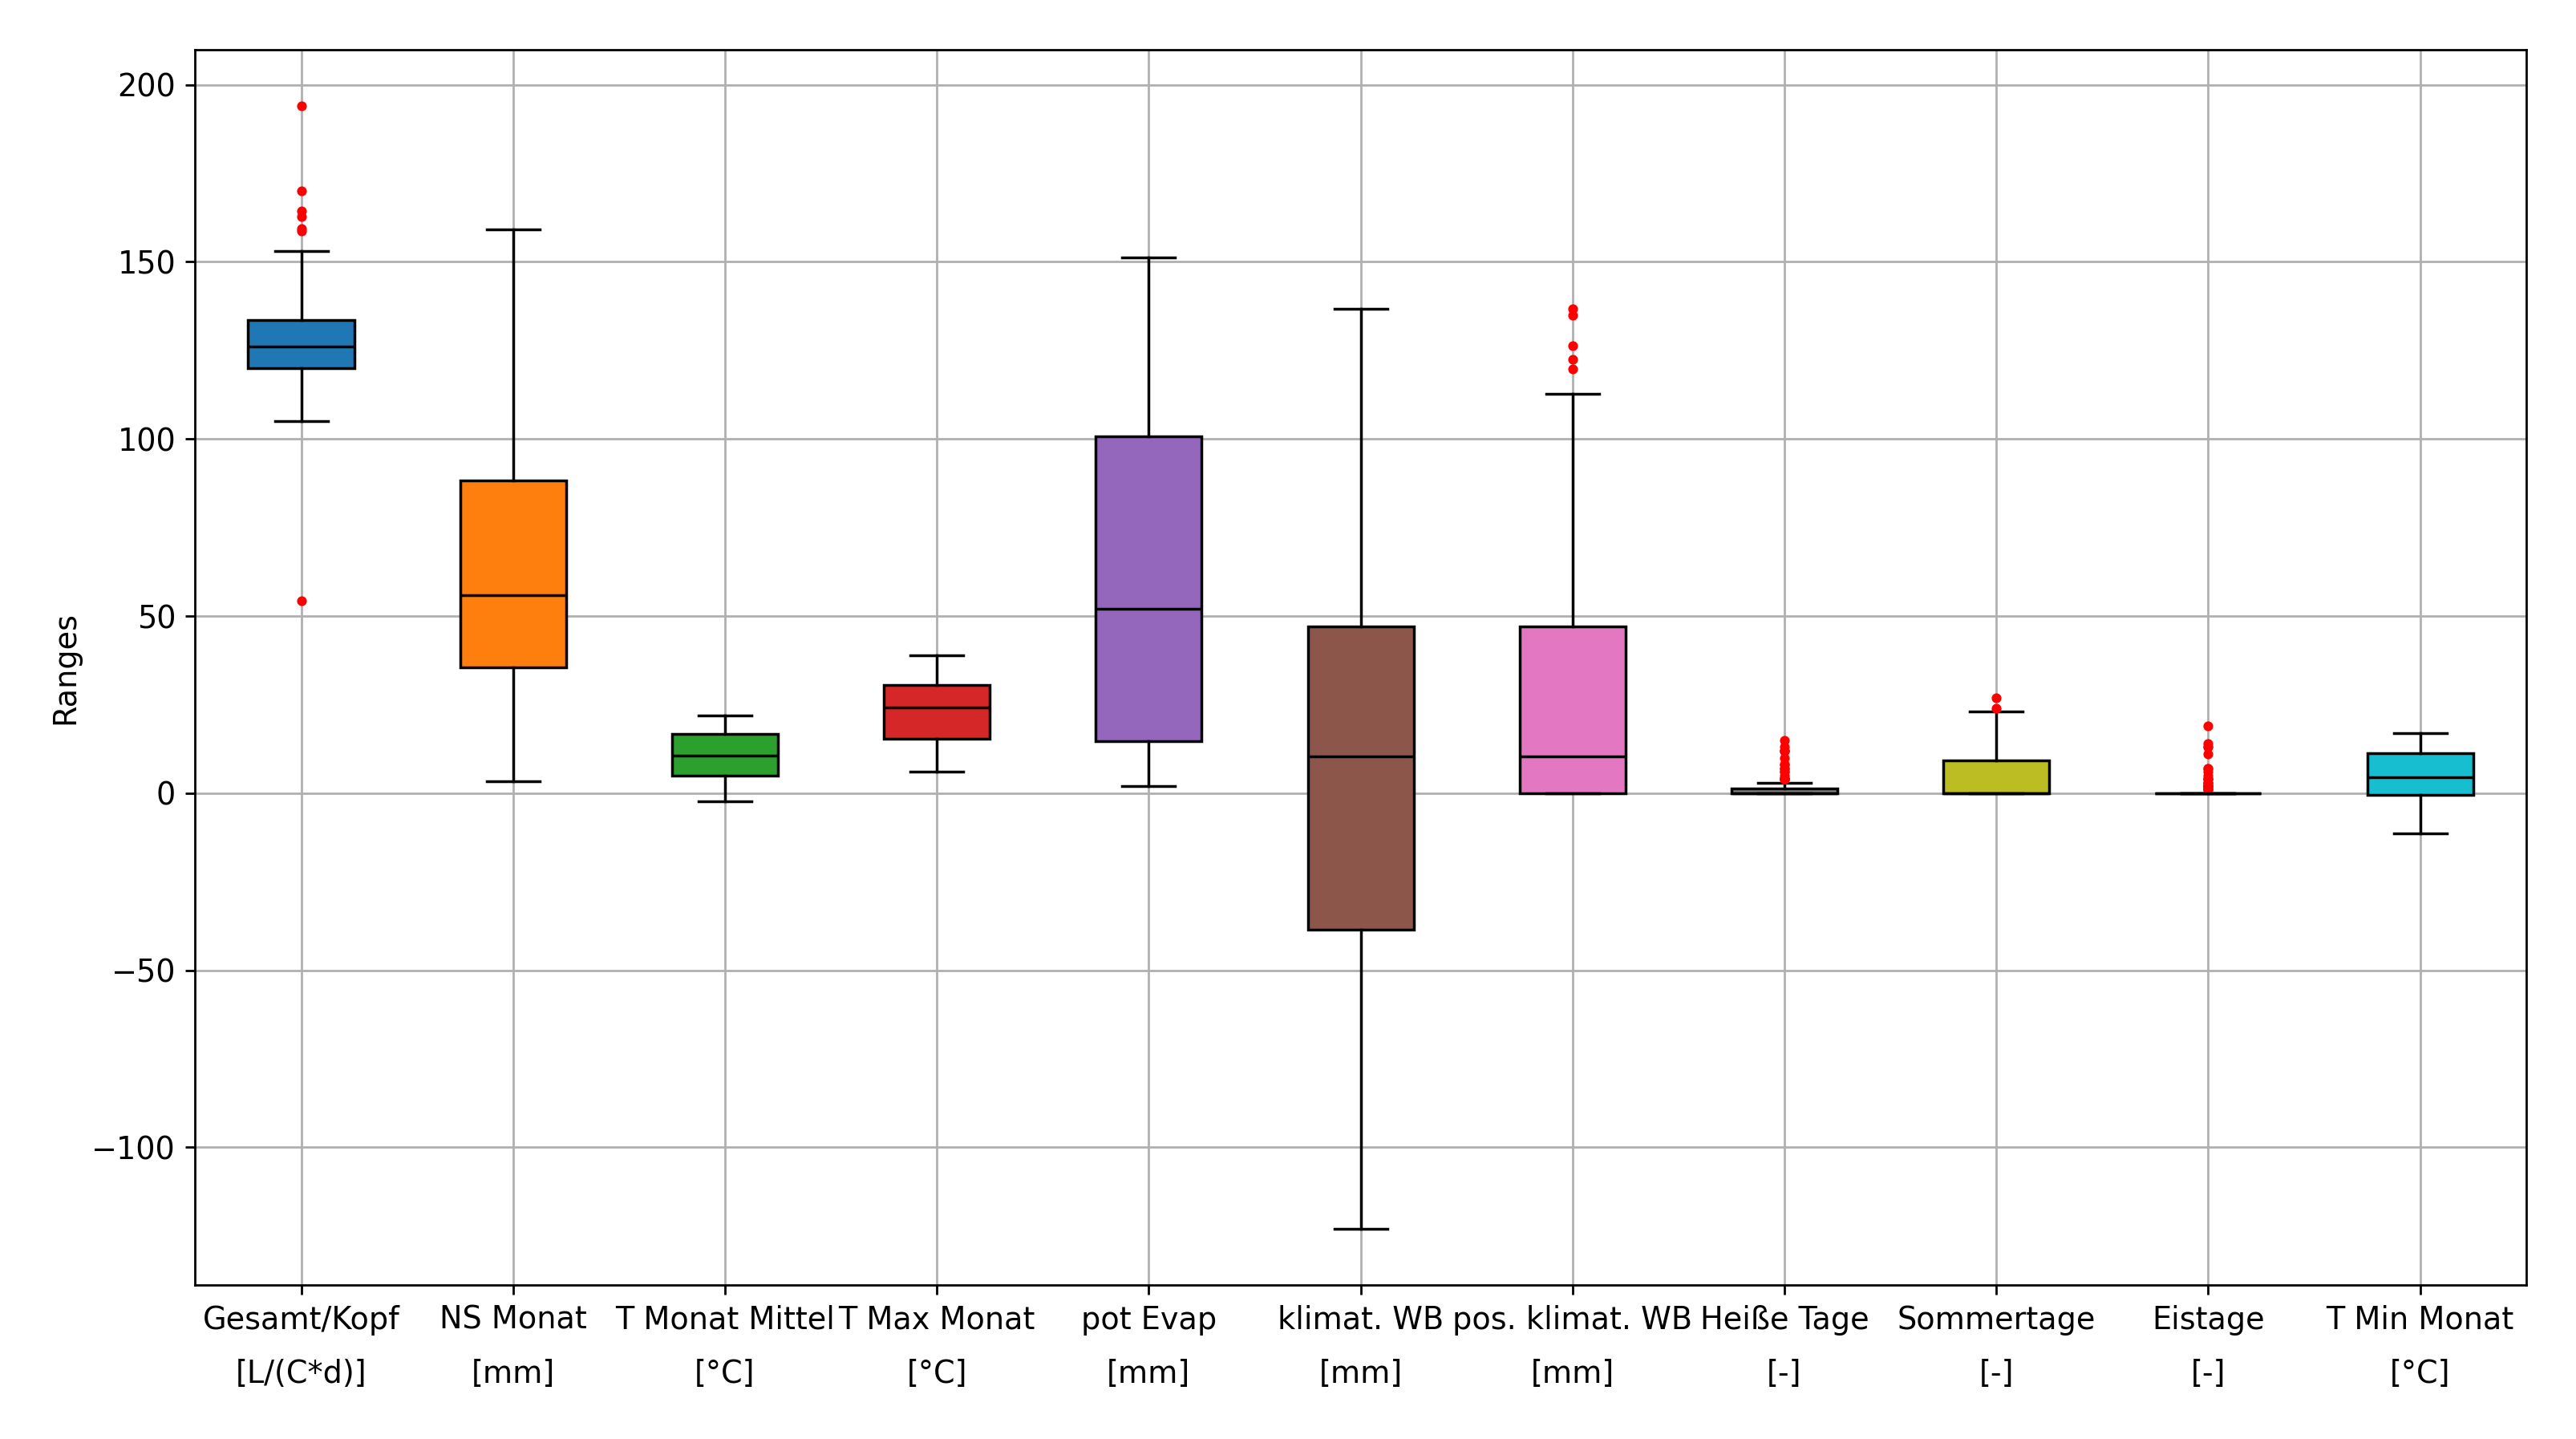 200
150
100
50
0
−50
−100
Ranges
Gesamt/Kopf NS Monat T Monat Mittel T Max Monat pot Evap klimat. WB pos. klimat. WB Heiße Tage Sommertage Eistage T Min Monat
[L/(C*d)] [mm] [°C] [°C] [mm] [mm] [mm] [-] [-] [-] [°C]